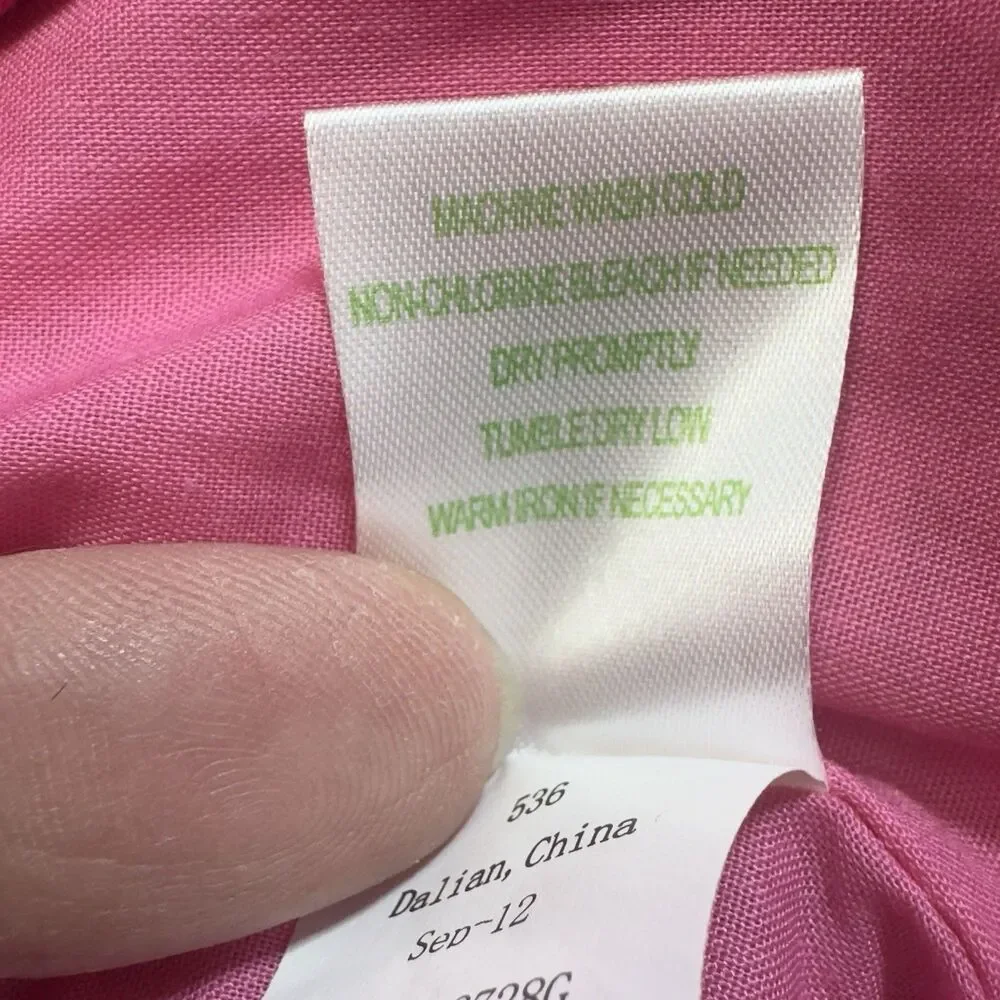 MACHINE WASH COLD
NON-CHLORINE BLEACH IF NEEDED
DRY PROMPTLY
TUMBLE DRY LOW
WARM IRON IF NECESSARY
536
Dalian, China
Sep-12